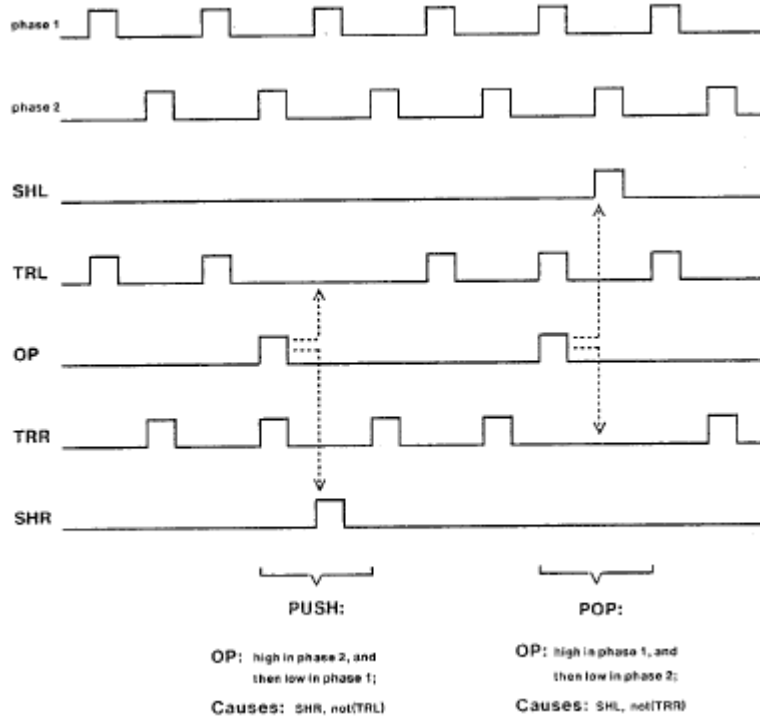 phase 1
phase 2
SHL
TRL
OP
TRR
SHR
PUSH:
OP: high in phase 2, and
then low in phase 1;
Causes: SHR, not(TRL)
POP:
OP: high in phase 1, and
then low in phase 2;
Causes: SHL, not(TRR)